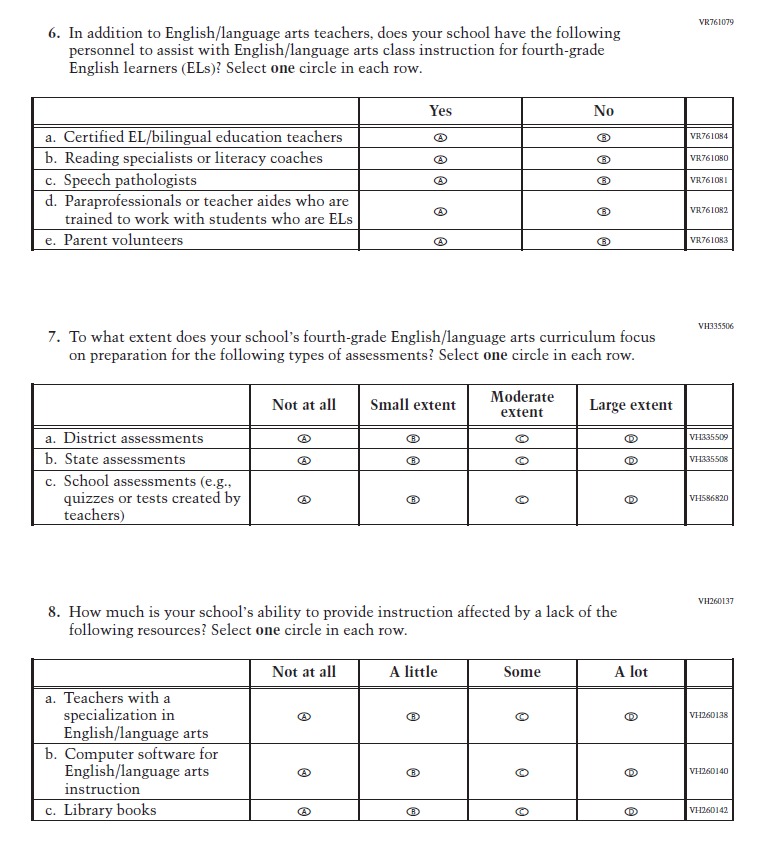 VR761079
6. In addition to English/language arts teachers, does your school have the following
personnel to assist with English/language arts class instruction for fourth-grade
English learners (ELs)? Select one circle in each row.
Yes No
a. Certified EL/bilingual education teachers A B VR761084
b. Reading specialists or literacy coaches A B VR761080
c. Speech pathologists A B VR761081
d. Paraprofessionals or teacher aides who are
trained to work with students who are ELs A B VR761082
e. Parent volunteers A B VR761083
VH335506
7. To what extent does your school's fourth-grade English/language arts curriculum focus
on preparation for the following types of assessments? Select one circle in each row.
Not at all Small extent Moderate extent Large extent
a. District assessments A B C D VH335509
b. State assessments A B C D VH335508
c. School assessments (e.g.,
quizzes or tests created by A B C D VH586820
teachers)
VH260137
8. How much is your school's ability to provide instruction affected by a lack of the
following resources? Select one circle in each row.
Not at all A little Some A lot
a. Teachers with a
specialization in A B C D VH260138
English/language arts
b. Computer software for
English/language arts A B C D VH260140
instruction
c. Library books A B C D VH260142